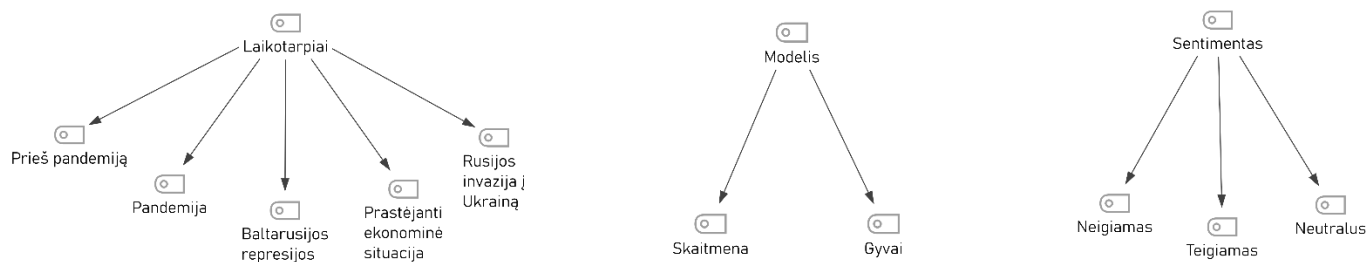 Laikotarpiai
Prieš pandemiją
Pandemija
Baltarusijos
represijos
Prastėjanti
ekonominė
situacija
Rusijos
invazija į
Ukrainą
Modelis
Skaitmena
Gyvai
Sentimentas
Neigiamas
Teigiamas
Neutralus